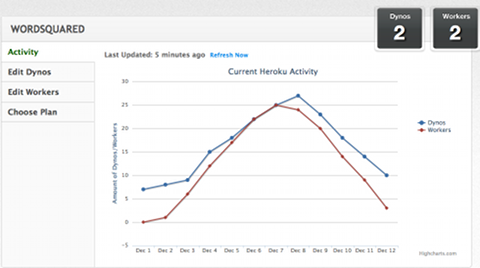 Dynos
2
Workers
2
WORDSQUARED
Activity
Edit Dynos
Edit Workers
Choose Plan
Last Updated: 5 minutes ago Refresh Now
Current Heroku Activity
Amount of Dynos/Workers
30
25
20
15
10
5
0
-5
Dec 1 Dec 2 Dec 3 Dec 4 Dec 5 Dec 6 Dec 7 Dec 8 Dec 9 Dec 10 Dec 11 Dec 12
Dynos
Workers
Highcharts.com